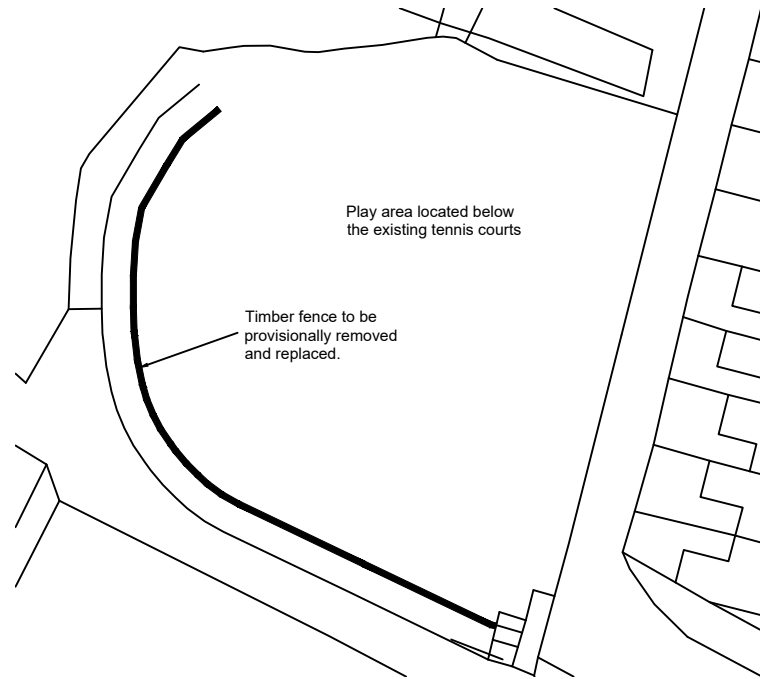 Play area located below
the existing tennis courts
Timber fence to be
provisionally removed
and replaced.